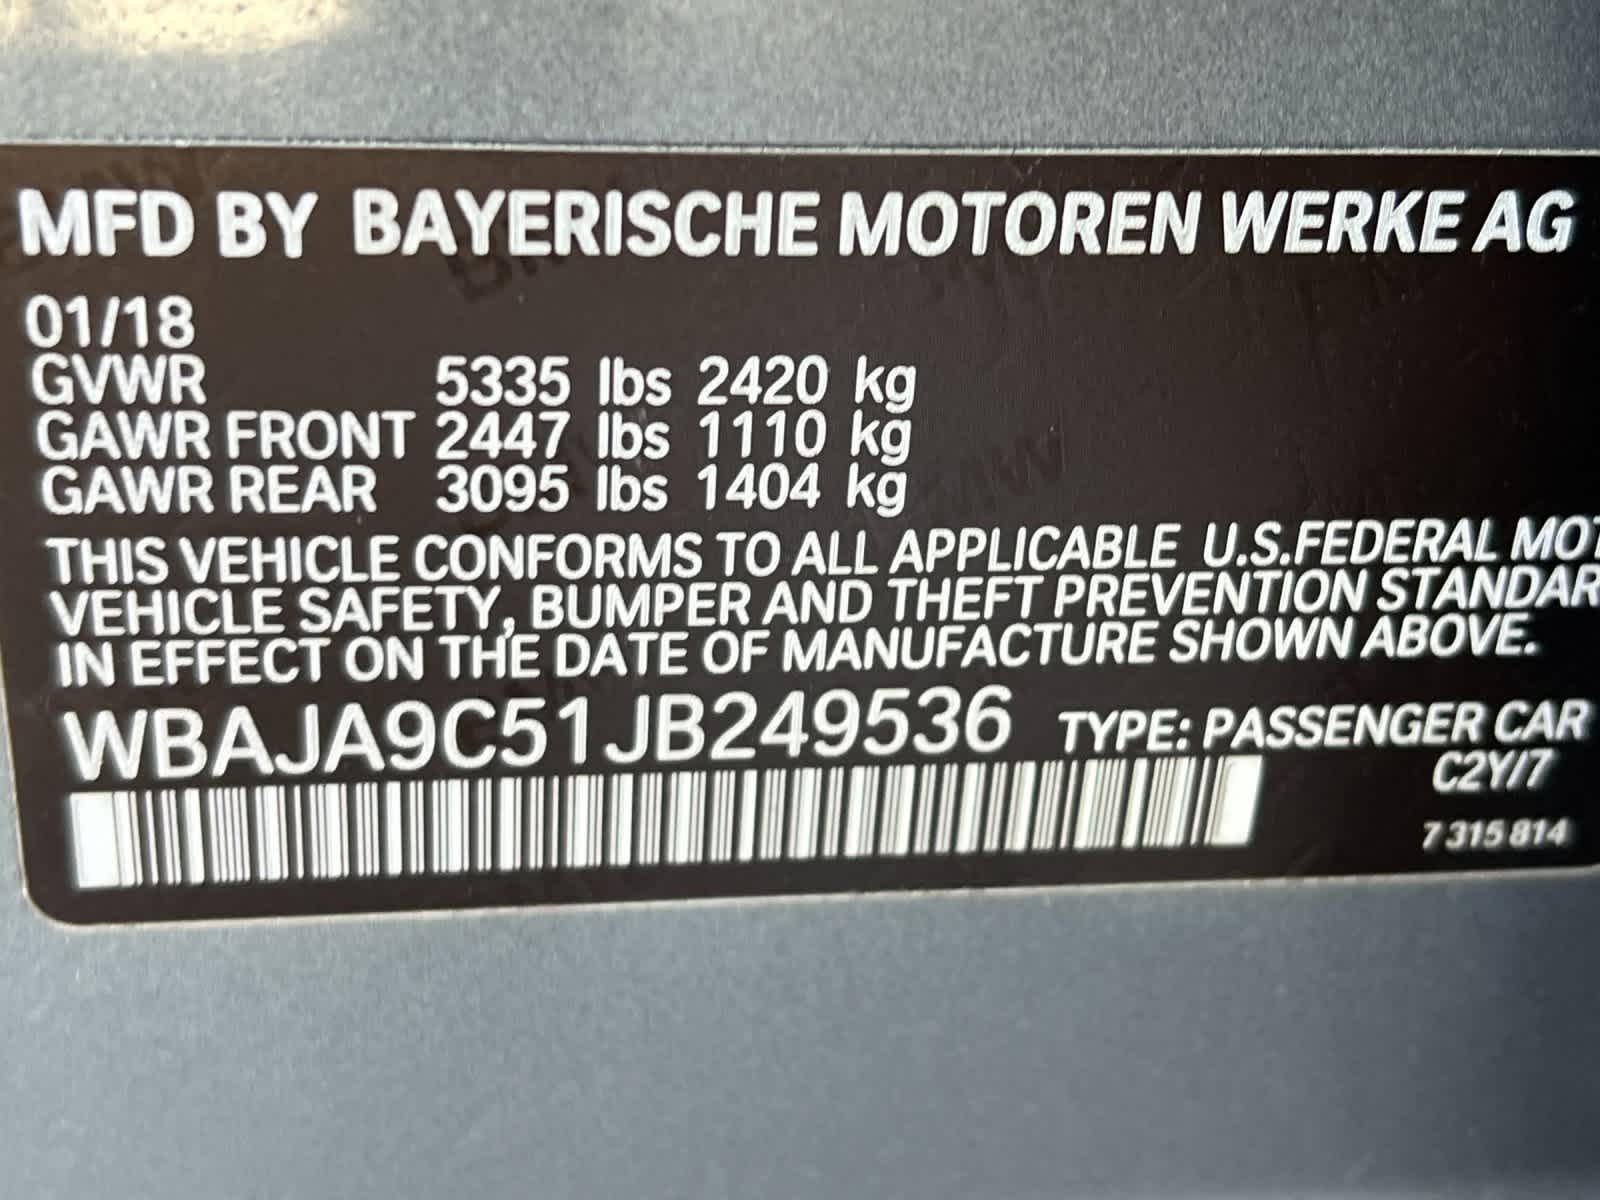 MFD BY BAYERISCHE MOTOREN WERKE AG
01/18
GVWR 5335 lbs 2420 kg
GAWR FRONT 2447 lbs 1110 kg
GAWR REAR 3095 lbs 1404 kg
THIS VEHICLE CONFORMS TO ALL APPLICABLE U.S.FEDERAL MOT
VEHICLE SAFETY, BUMPER AND THEFT PREVENTION STANDAR
IN EFFECT ON THE DATE OF MANUFACTURE SHOWN ABOVE.
WBAJA9C51JB249536 TYPE: PASSENGER CAR
C2Y/7
7 315 814